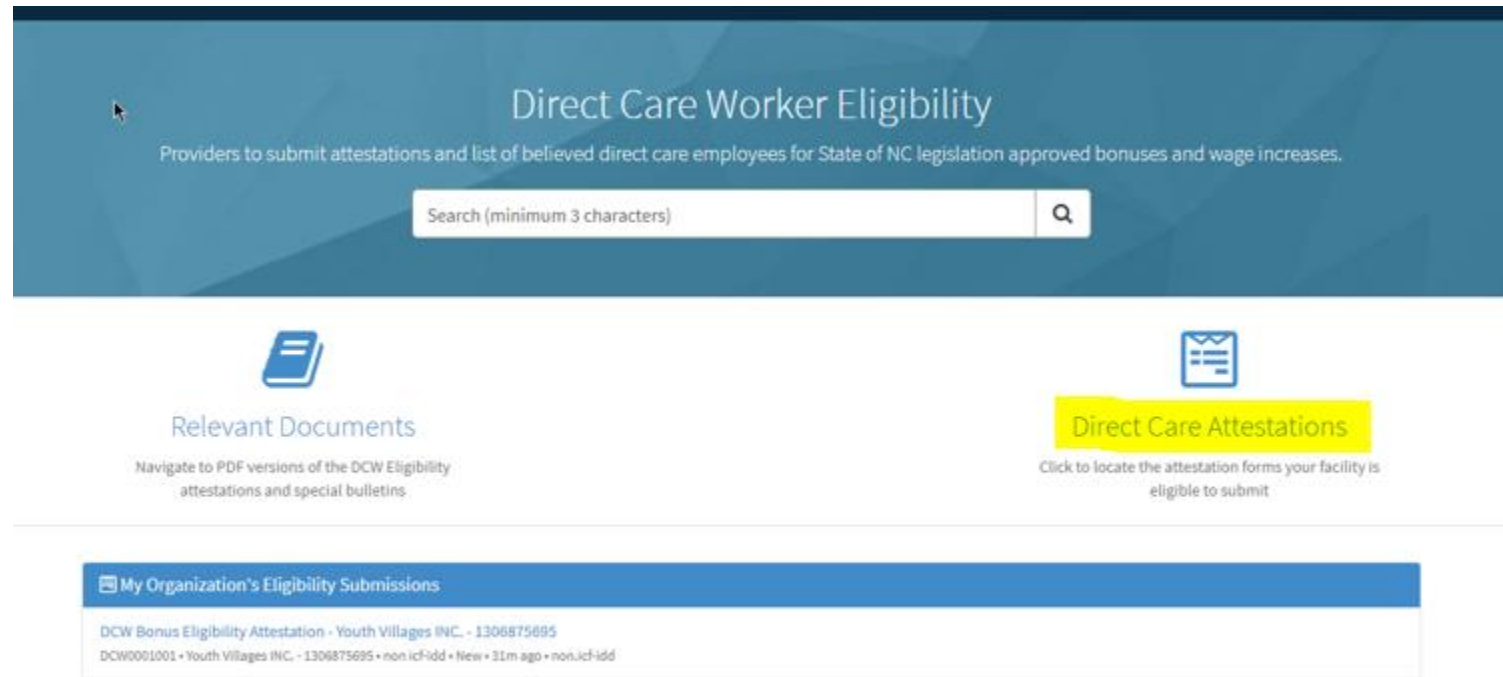 Direct Care Worker Eligibility
Providers to submit attestations and list of believed direct care employees for State of NC legislation approved bonuses and wage increases.
Search (minimum 3 characters)
Relevant Documents
Navigate to PDF versions of the DCW Eligibility
attestations and special bulletins
Direct Care Attestations
Click to locate the attestation forms your facility is
eligible to submit
My Organization's Eligibility Submissions
DCW Bonus Eligibility Attestation - Youth Villages INC. - 1306875695
DCW0001001 • Youth Villages INC. - 1306875695 • non icf-idd • New • 31m ago • non.icf-idd